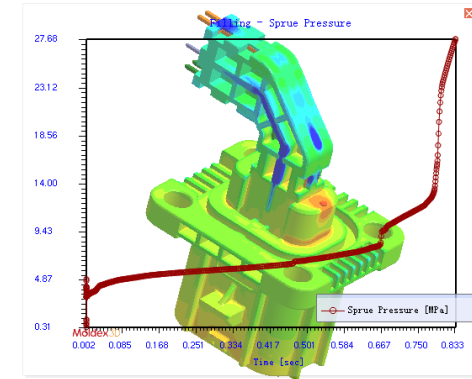 Filling - Sprue Pressure
27.68
23.12
18.56
14.00
9.43
4.87
0.31
Sprue Pressure [MPa]
Moldex3D
0.002 0.085 0.168 0.251 0.334 0.417 0.501 0.584 0.667 0.750 0.833
Time [sec]